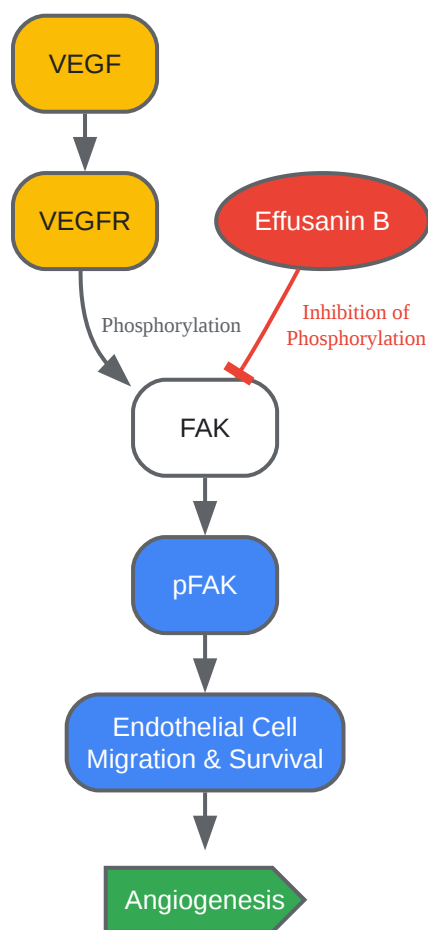 VEGF
VEGFR
Effusanin B
Phosphorylation
Inhibition of
Phosphorylation
FAK
pFAK
Endothelial Cell
Migration & Survival
Angiogenesis